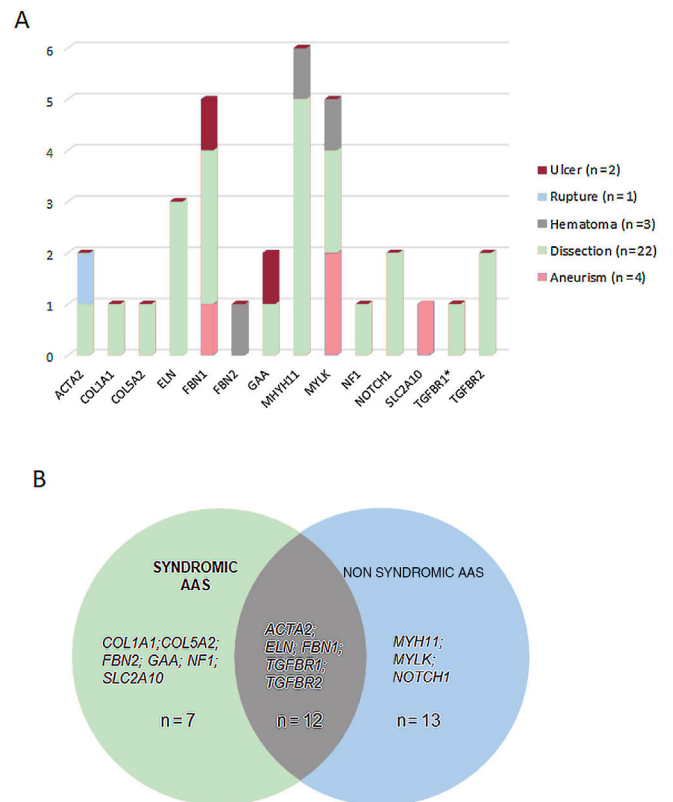 A
6
5
4
3
2
1
0
ACTA2
COL1A1
COL5A2
ELN
FBN1
FBN2
GAA
MHYH11
MYLK
NF1
NOTCH1
SLC2A10
TGFBR1*
TGFBR2
Ulcer (n=2)
Rupture (n=1)
Hematoma (n=3)
Dissection (n=22)
Aneurism (n=4)
B
SYNDROMIC
AAS
COL1A1;COL5A2;
FBN2; GAA; NF1;
SLC2A10
n=7
ACTA2;
ELN; FBN1;
TGFBR1;
TGFBR2
n=12
NON SYNDROMIC AAS
MYH11;
MYLK;
NOTCH1
n=13